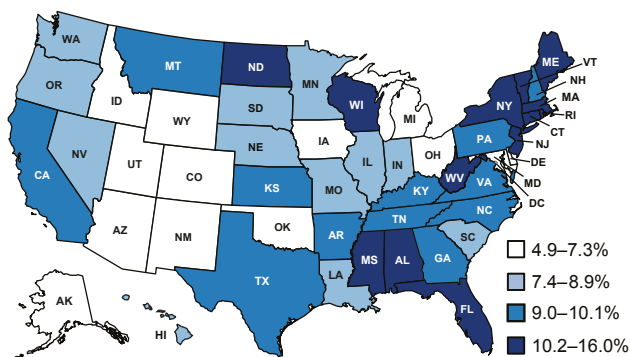 WA
OR
CA
NV
ID
MT
WY
UT
CO
AZ
NM
ND
SD
NE
KS
OK
TX
MN
IA
MO
AR
LA
WI
IL
IN
MI
OH
KY
TN
MS
AL
GA
FL
SC
NC
VA
WV
PA
NY
ME
VT
NH
MA
RI
CT
NJ
DE
MD
DC
AK
HI
4.9–7.3%
7.4–8.9%
9.0–10.1%
10.2–16.0%